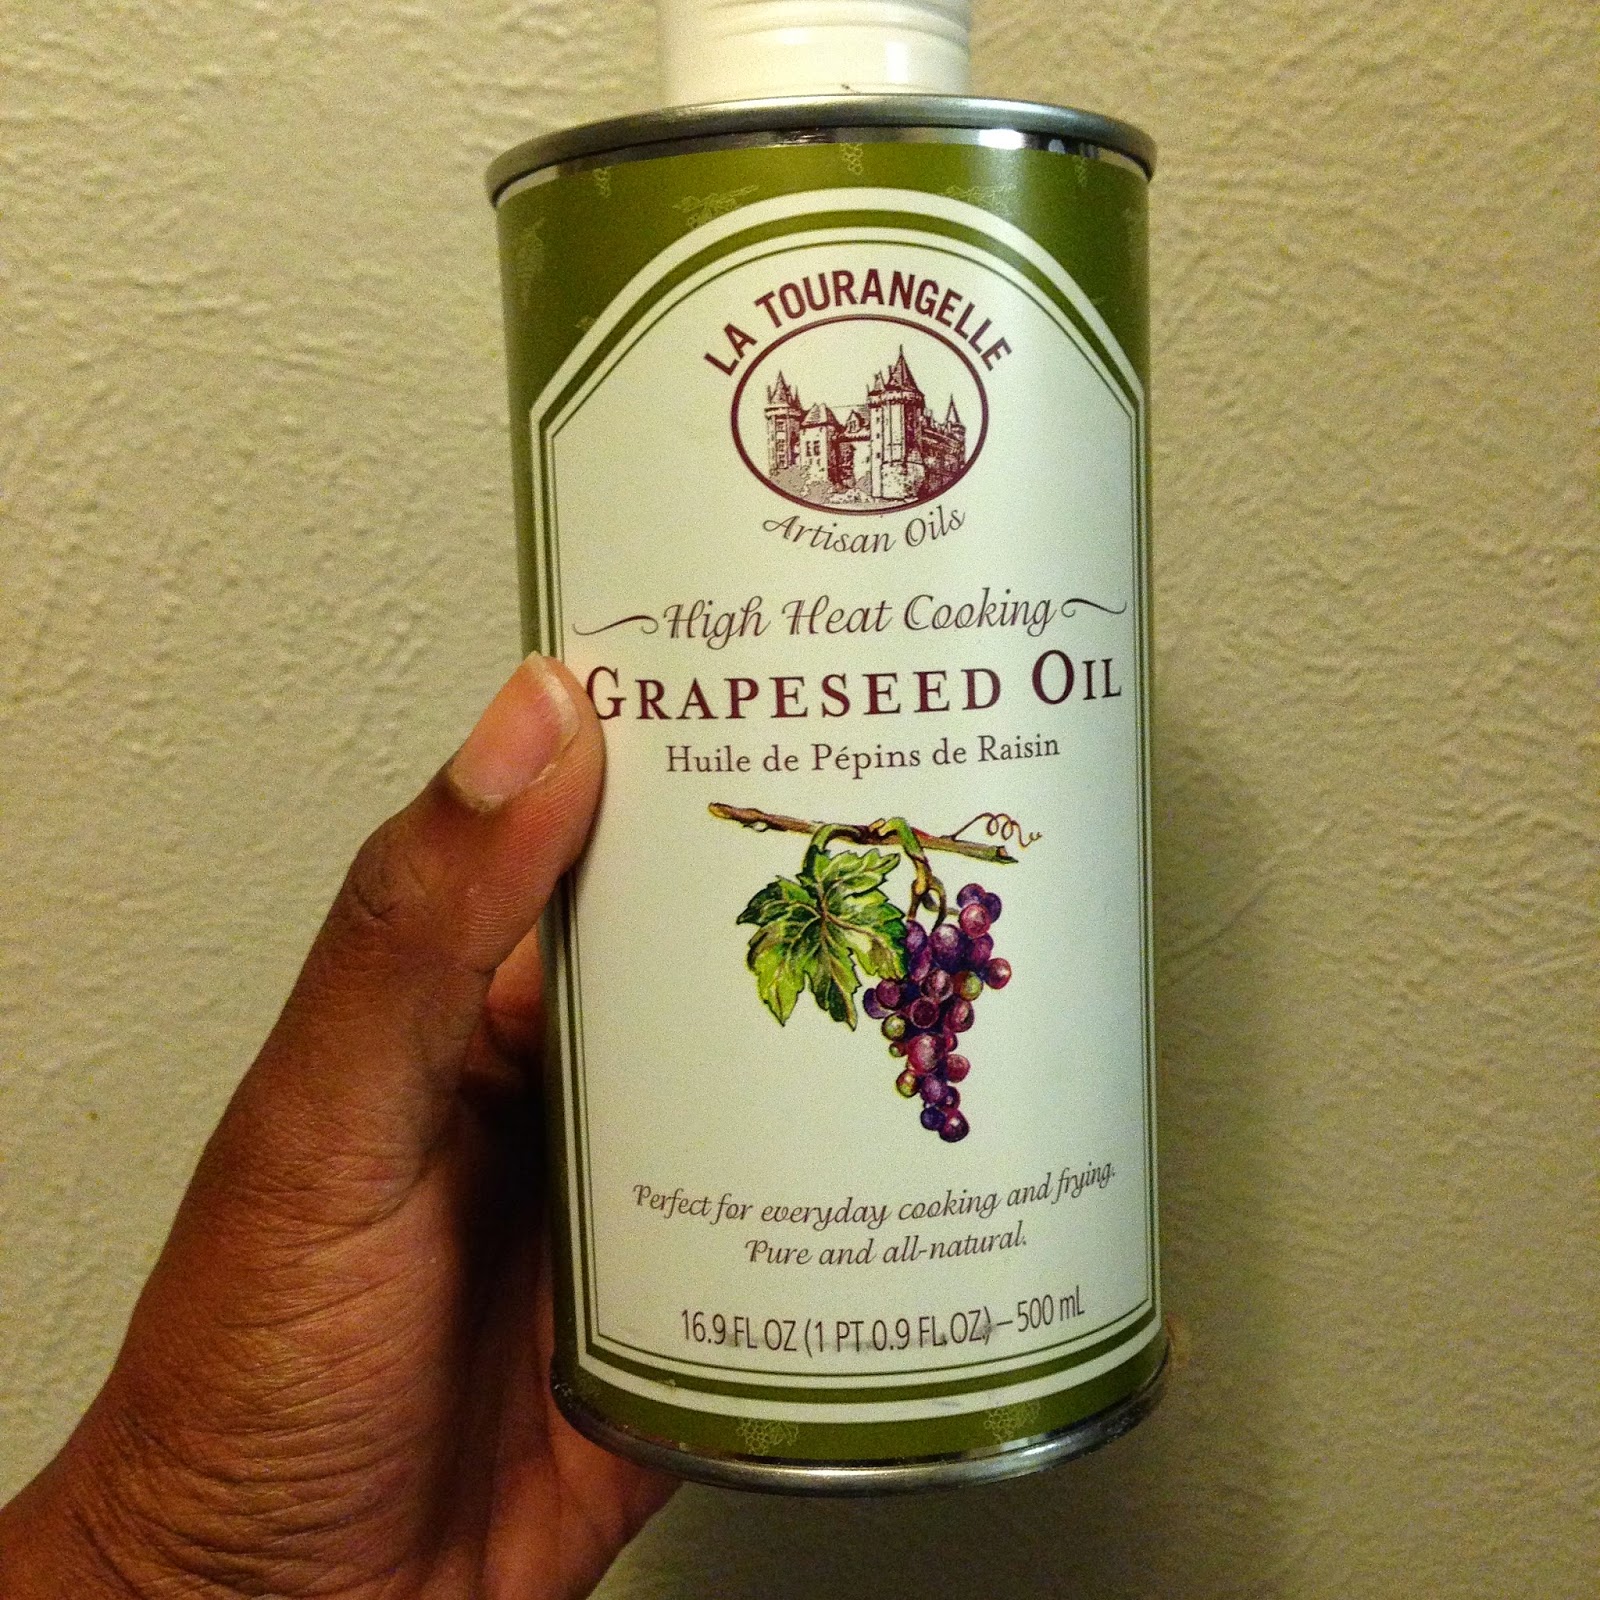 LA TOURANGELLE
Artisan Oils
High Heat Cooking
GRAPESEED OIL
Huile de Pépins de Raisin
Perfect for everyday cooking and frying.
Pure and all-natural.
16.9 FL OZ (1 PT 0.9 FL.OZ.) – 500 mL